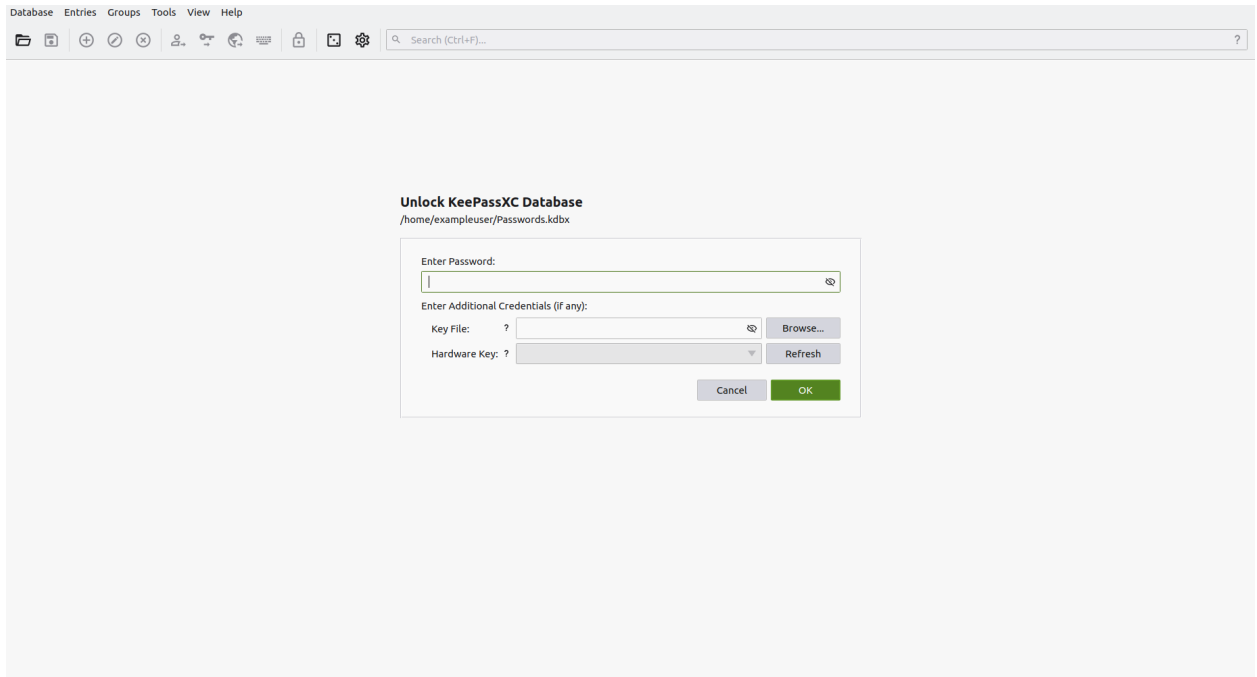 Database Entries Groups Tools View Help
Search (Ctrl+F)... ?
Unlock KeePassXC Database
/home/exampleuser/Passwords.kdbx
Enter Password:
Enter Additional Credentials (if any):
Key File: ? Browse...
Hardware Key: ? Refresh
Cancel OK